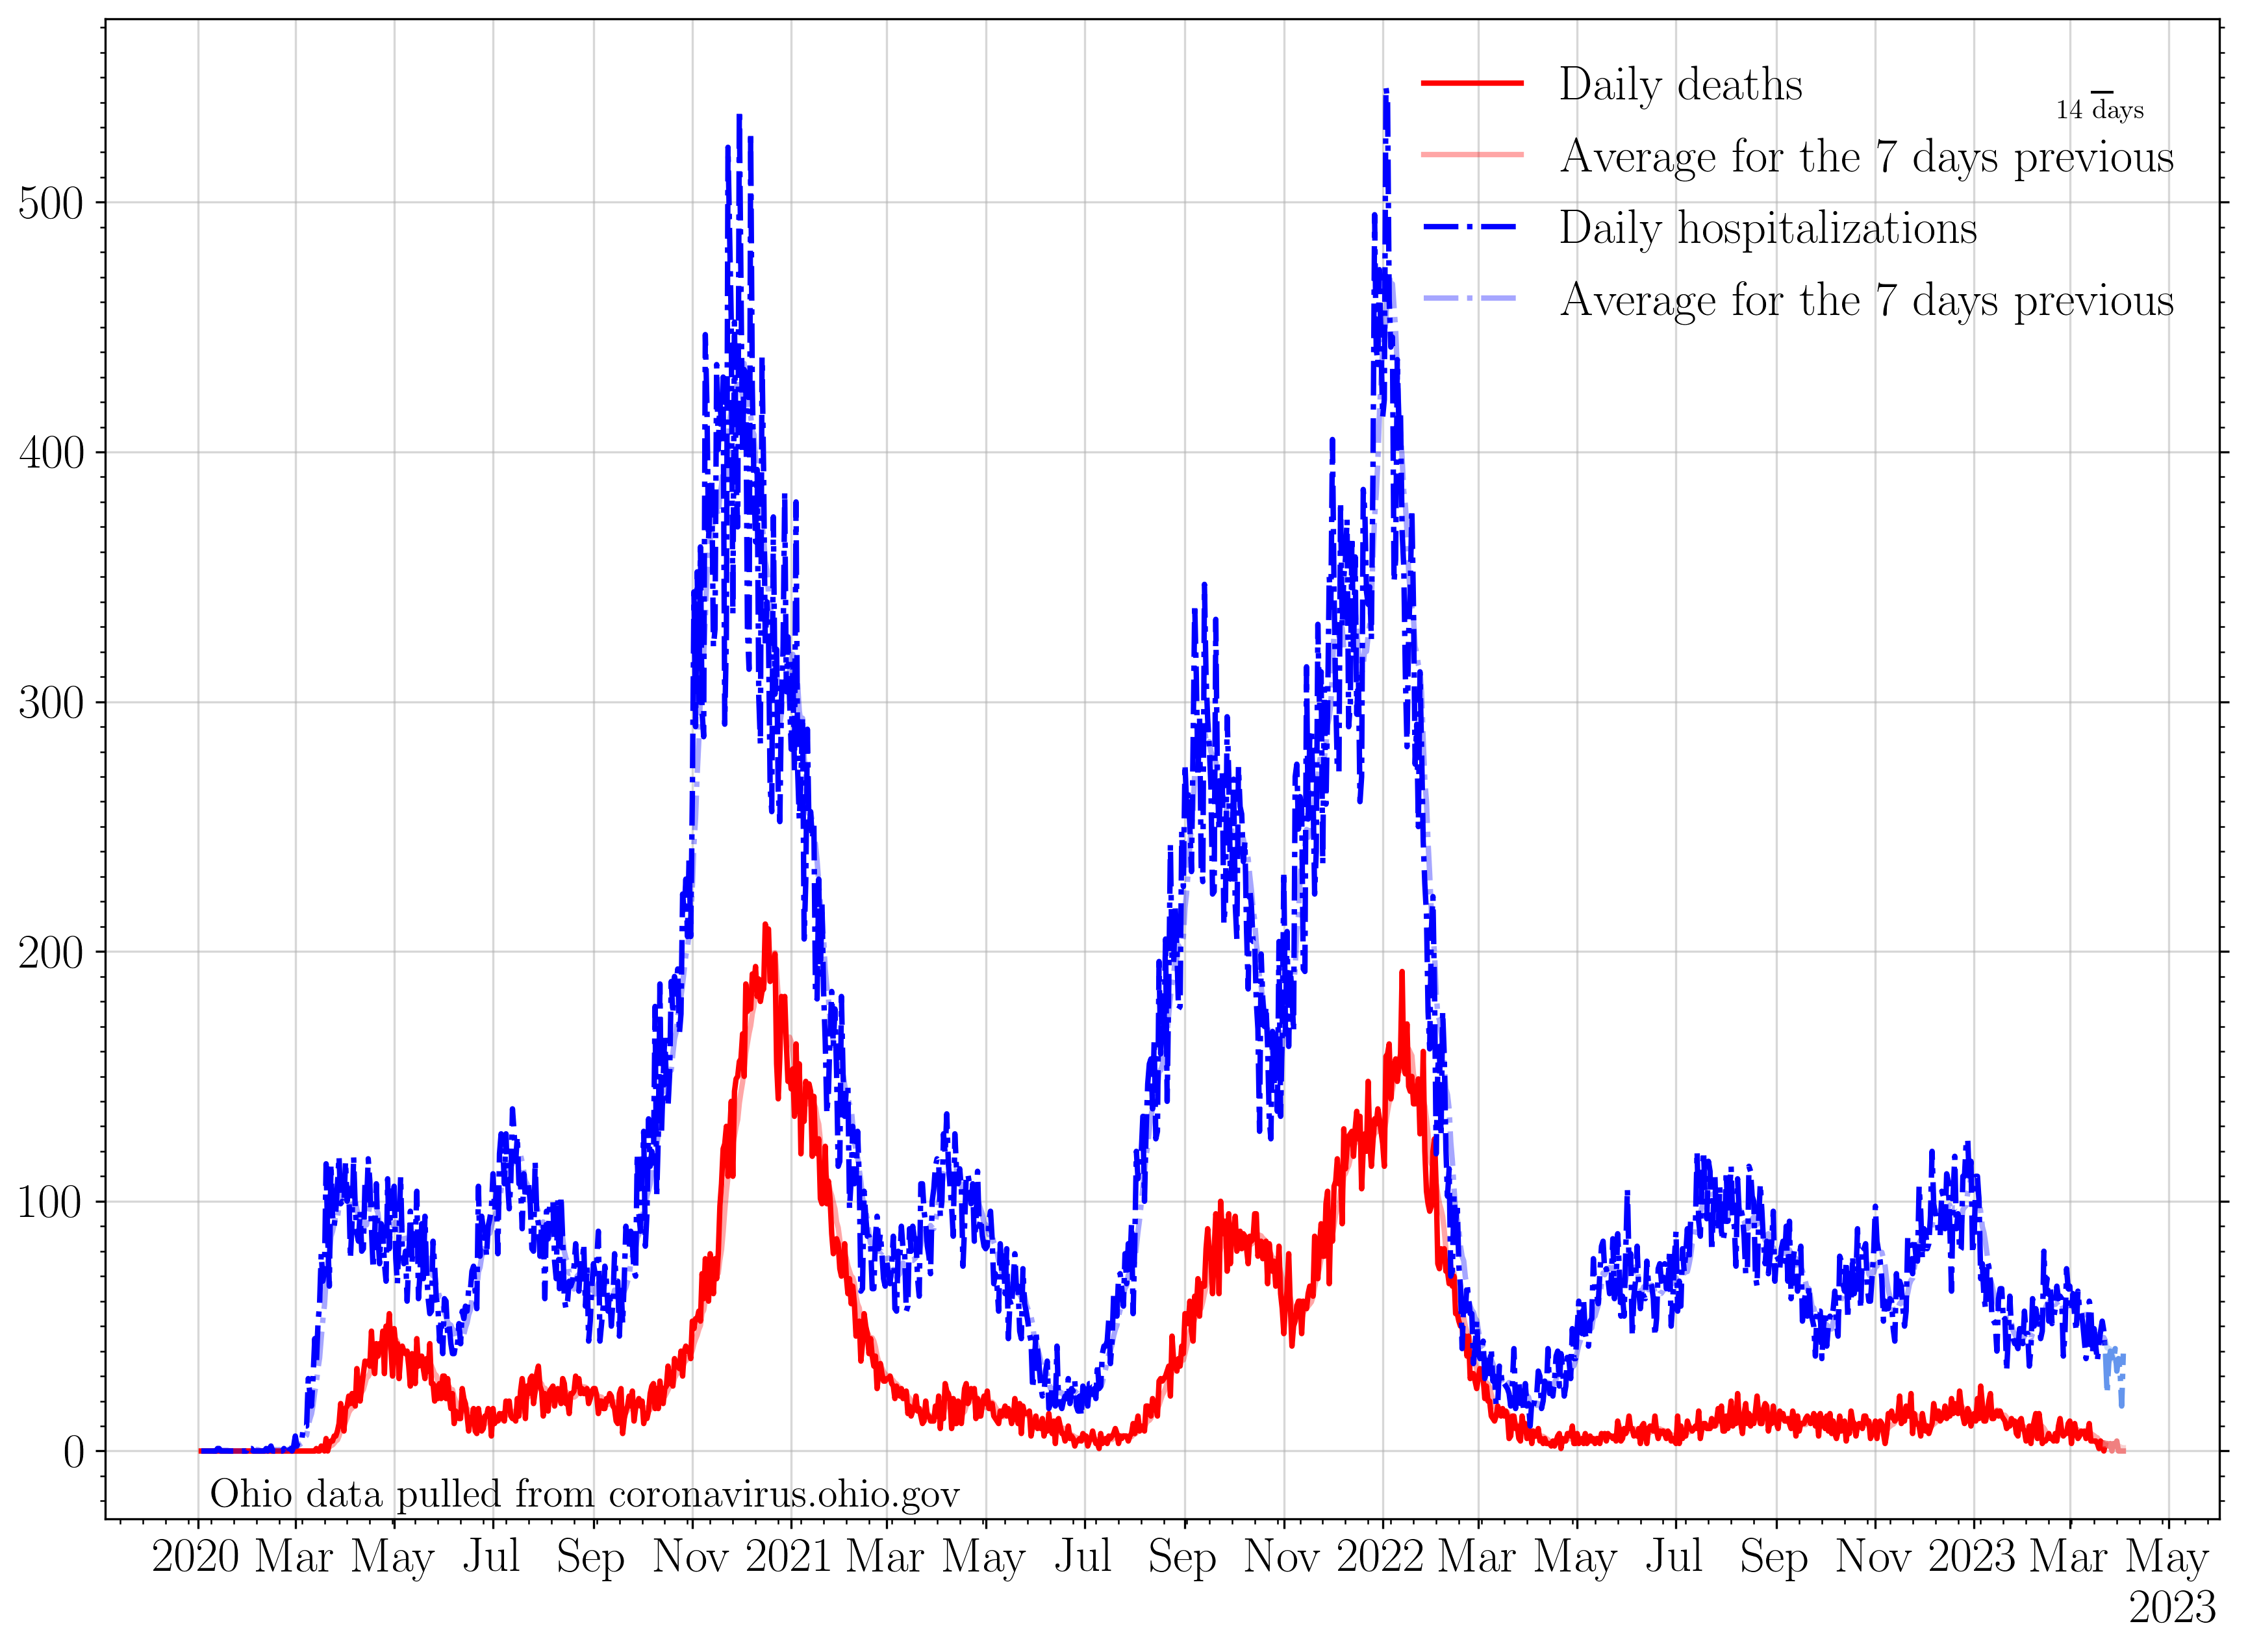 Daily deaths
14 days
Average for the 7 days previous
Daily hospitalizations
Average for the 7 days previous
500
400
300
200
100
0
Ohio data pulled from coronavirus.ohio.gov
2020 Mar May Jul Sep Nov 2021 Mar May Jul Sep Nov 2022 Mar May Jul Sep Nov 2023 Mar May
2023